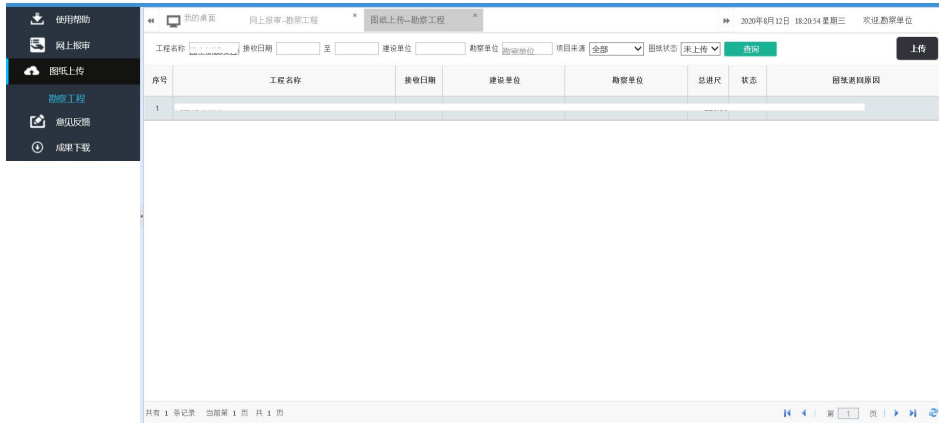 使用帮助
网上报审
图纸上传
勘察工程
意见反馈
成果下载
我的桌面 网上报审--勘察工程 × 图纸上传--勘察工程 × 2020年8月12日 18:20:54 星期三 欢迎,勘察单位
工程名称 接收日期 至 建设单位 勘察单位 勘察单位 项目来源 全部 图纸状态 未上传 查询 上传
序号 工程名称 接收日期 建设单位 勘察单位 总进尺 状态 图纸退回原因
1
共有 1 条记录 当前第 1 页 共 1 页 第 1 页